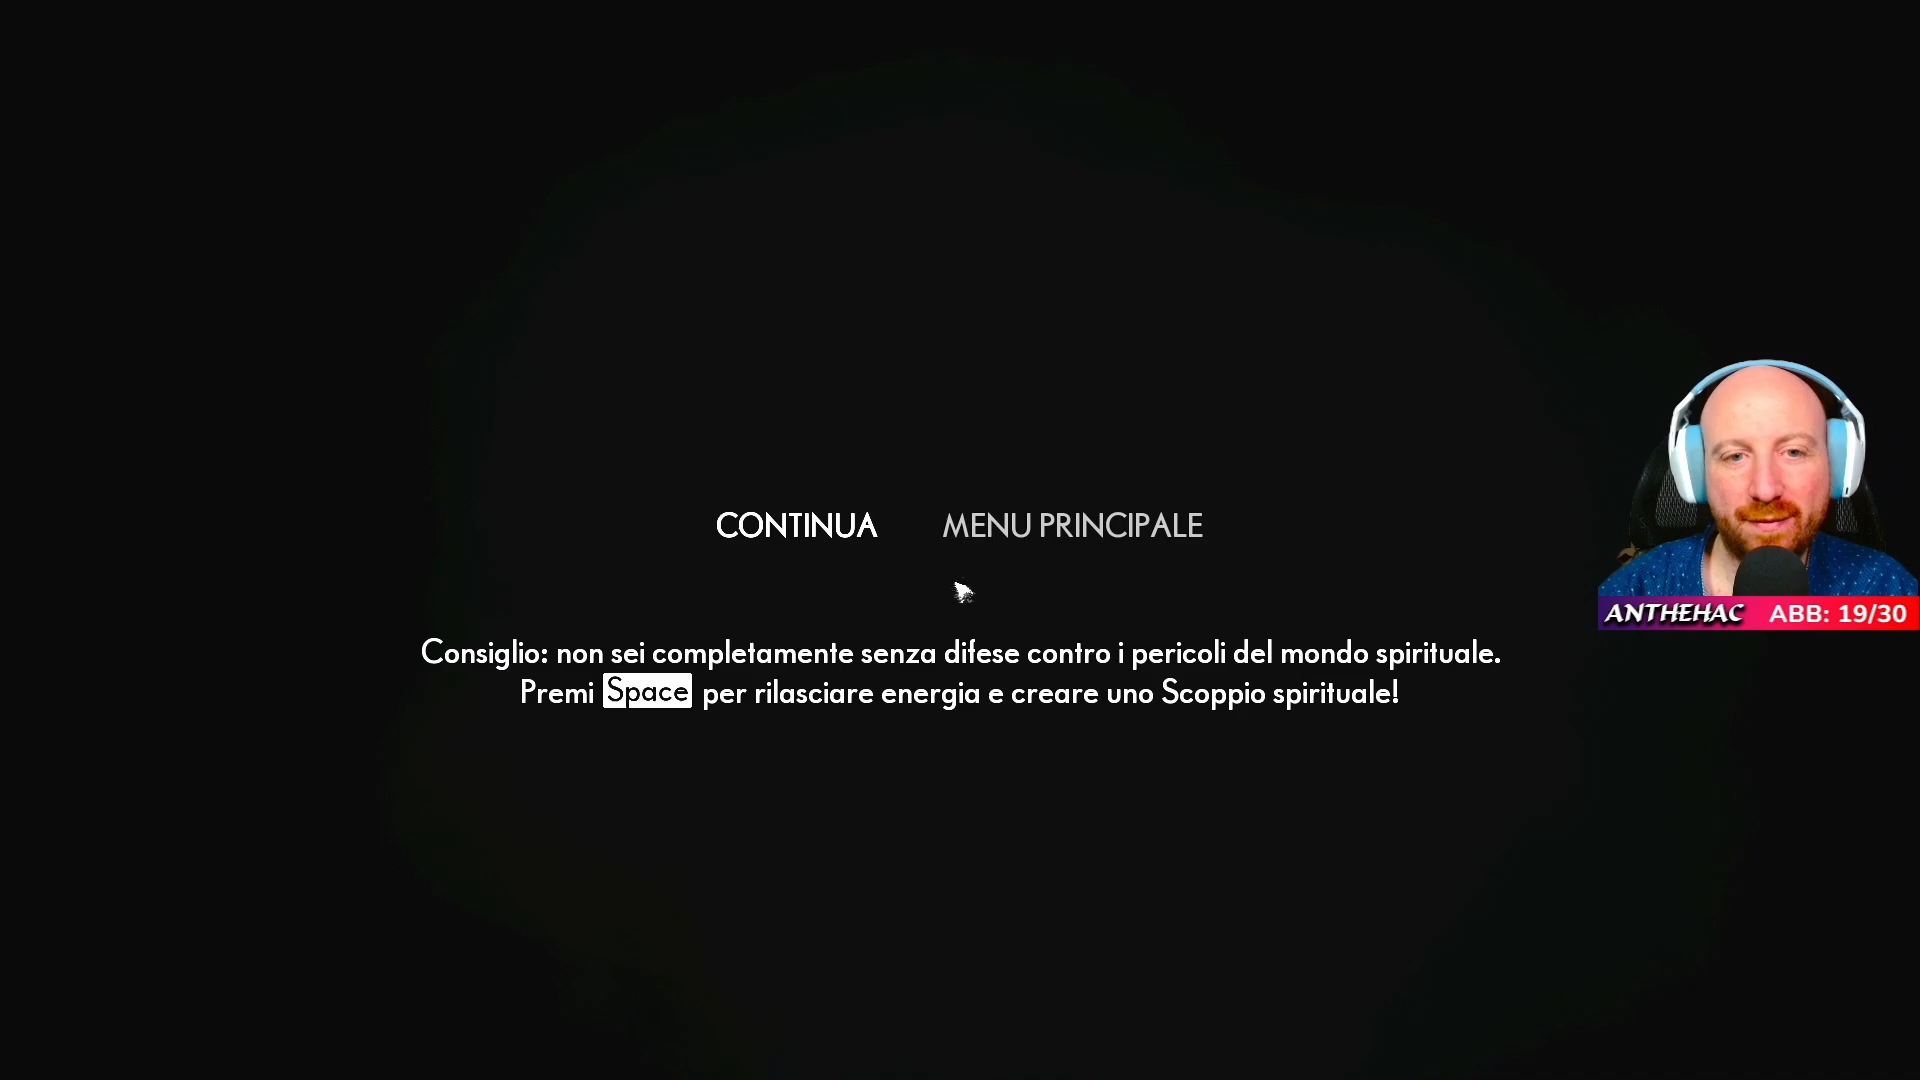 CONTINUA MENU PRINCIPALE
Consiglio: non sei completamente senza difese contro i pericoli del mondo spirituale.
Premi Space per rilasciare energia e creare uno Scoppio spirituale!
ANTHEHAC ABB: 19/30